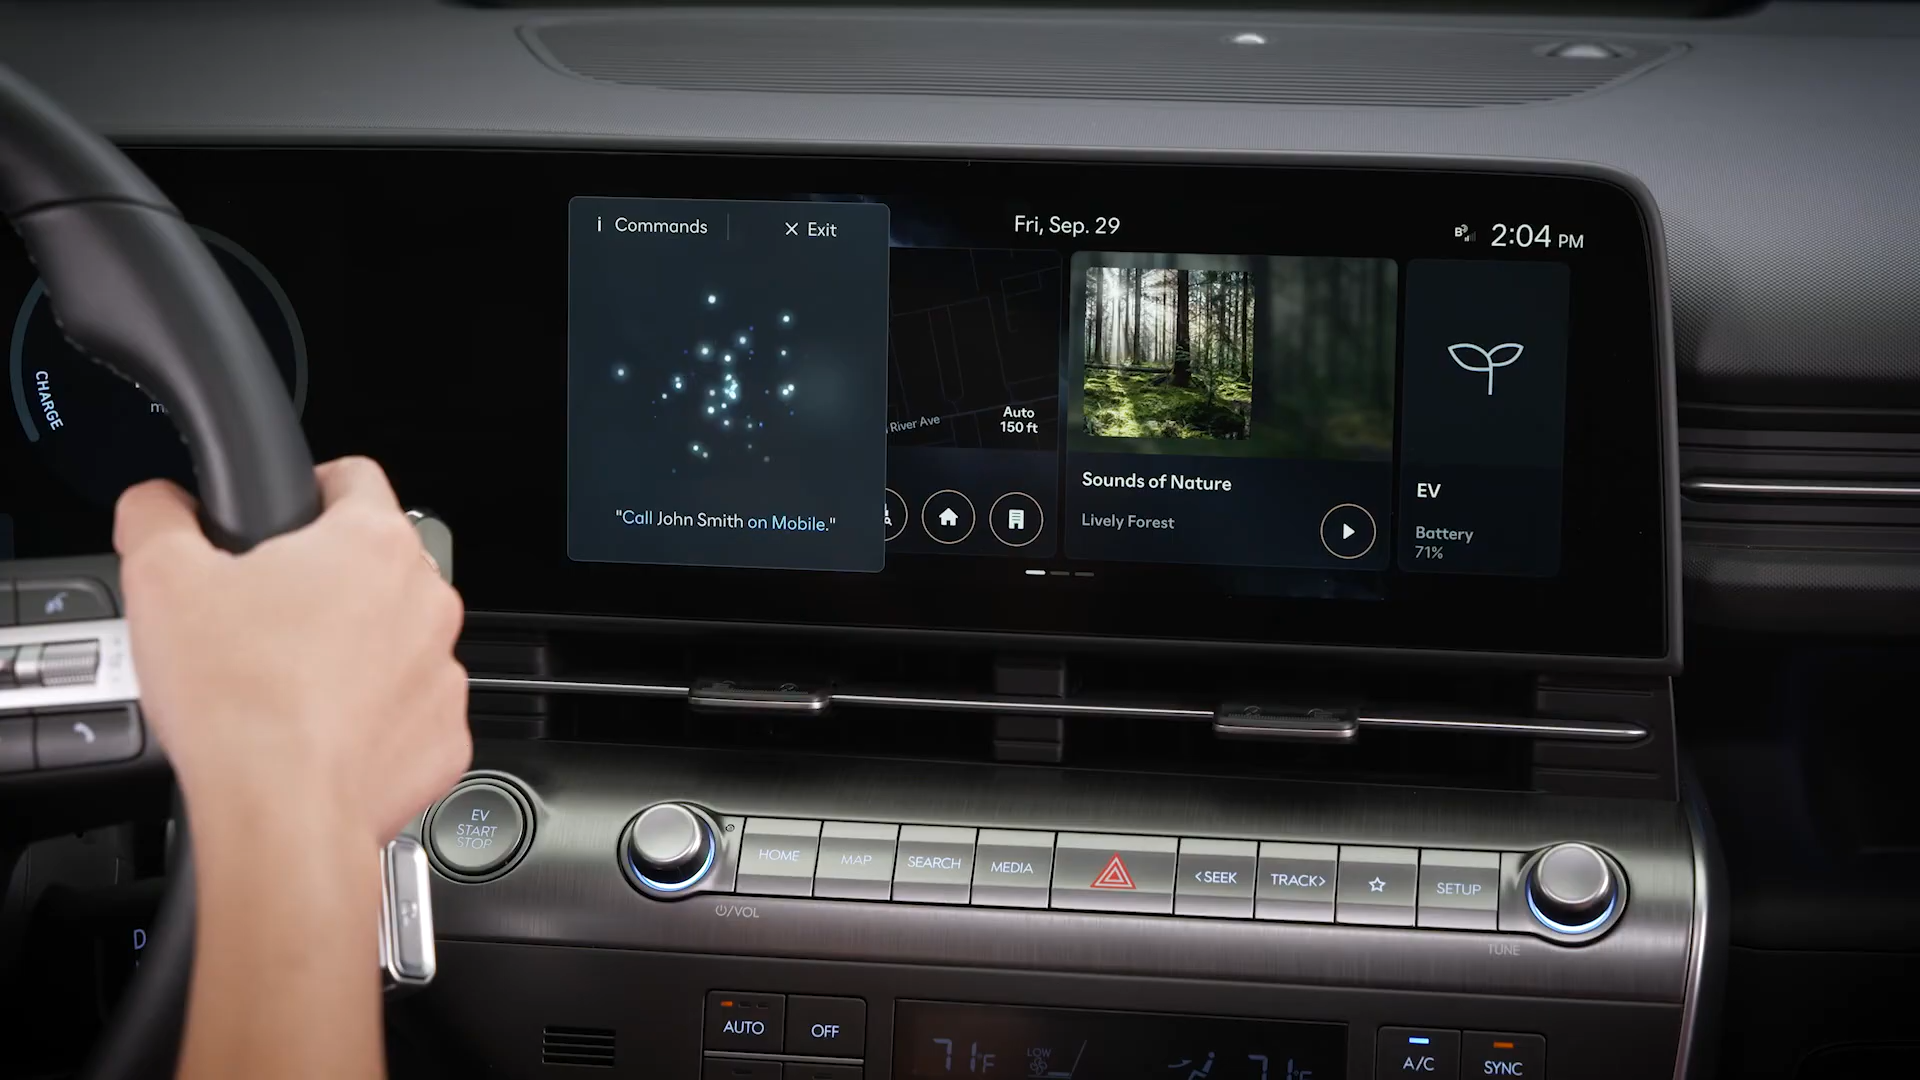 CHARGE
i Commands
× Exit
"Call John Smith on Mobile."
Fri, Sep. 29
2:04 PM
River Ave
Auto
150 ft
Sounds of Nature
Lively Forest
EV
Battery
71%
EV
START
STOP
VOL
HOME
MAP
SEARCH
MEDIA
<SEEK
TRACK>
SETUP
TUNE
D
AUTO
OFF
71°F
LOW
A/C
SYNC